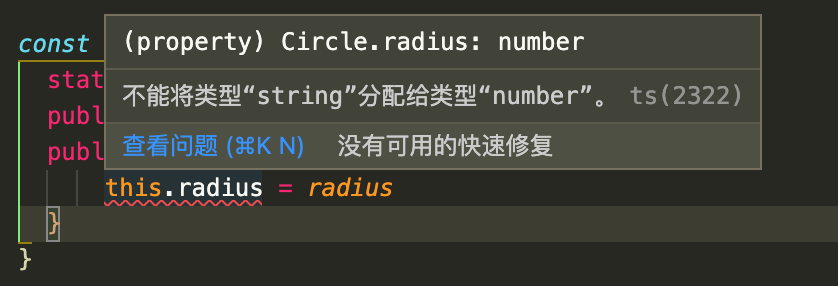 (property) Circle.radius: number
const
不能将类型“string”分配给类型“number”。 ts(2322)
stat
publ
查看问题 (⌘K N) 没有可用的快速修复
publ
this.radius = radius
}
}